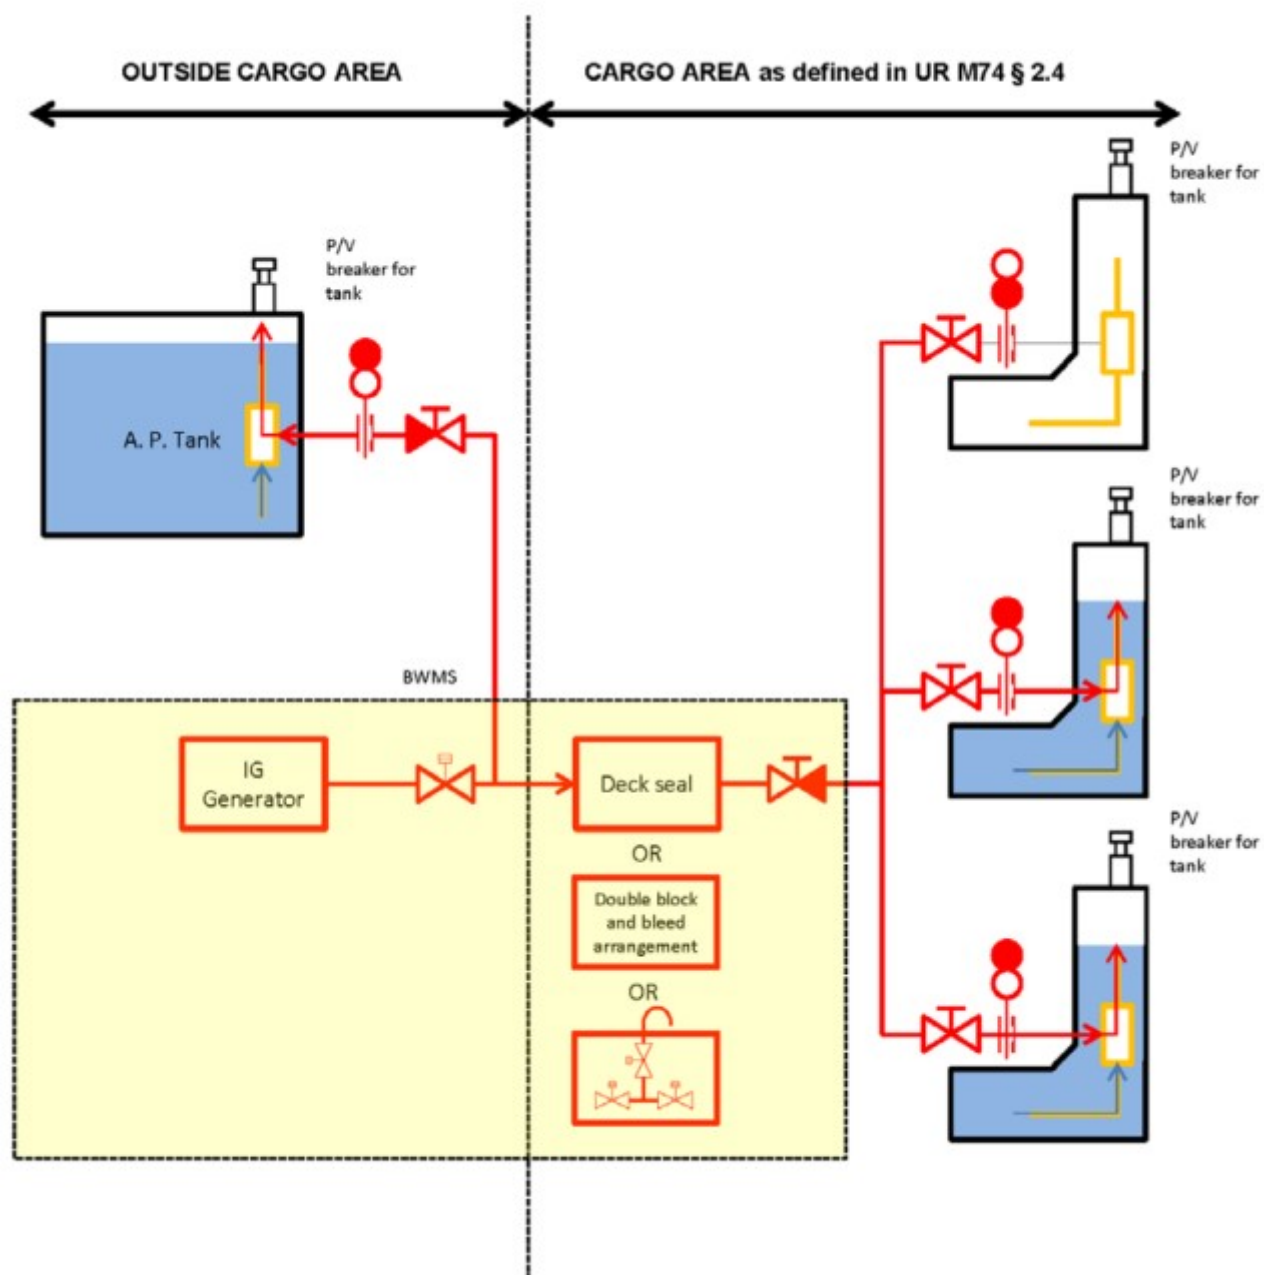 OUTSIDE CARGO AREA
CARGO AREA as defined in UR M74 § 2.4
P/V
breaker for
tank
P/V
breaker for
tank
A. P. Tank
P/V
breaker for
tank
BWMS
IG
Generator
Deck seal
OR
Double block
and bleed
arrangement
OR
P/V
breaker for
tank